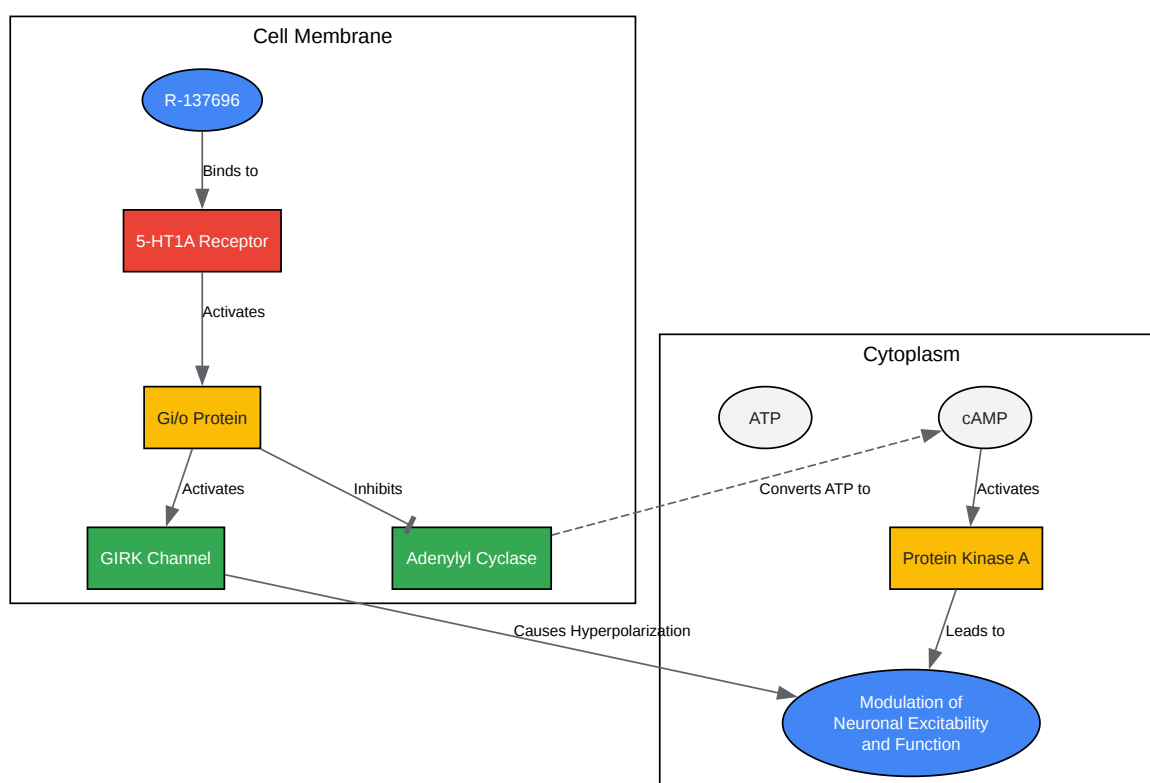 Cell Membrane
R-137696
Binds to
5-HT1A Receptor
Activates
Gi/o Protein
Activates
Inhibits
GIRK Channel
Adenylyl Cyclase
Causes Hyperpolarization
Cytoplasm
ATP
cAMP
Converts ATP to
Activates
Protein Kinase A
Leads to
Modulation of
Neuronal Excitability
and Function